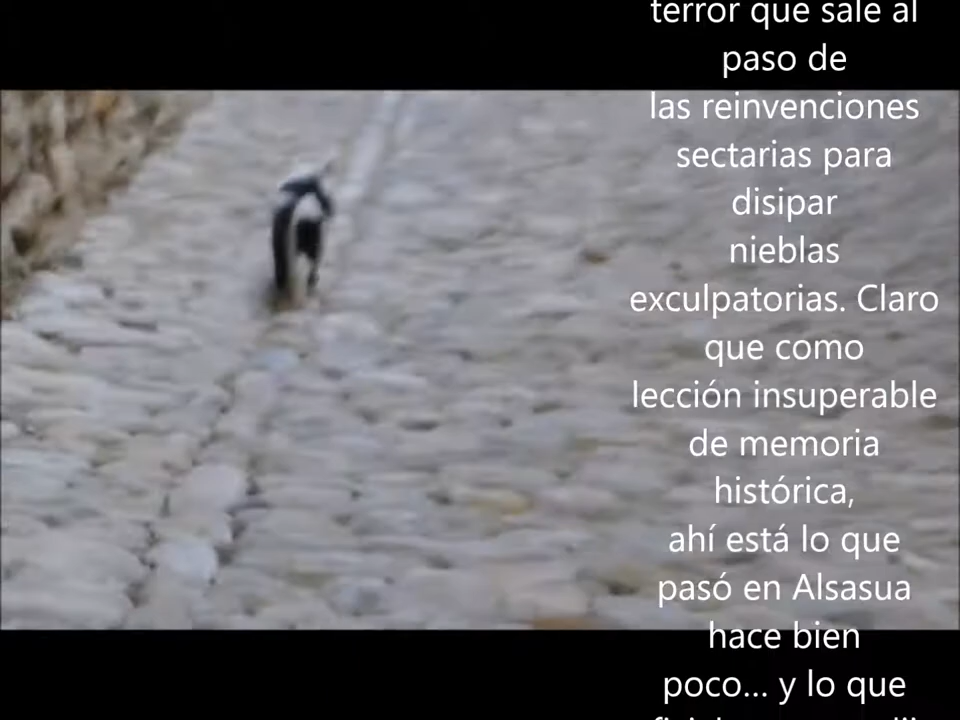 terror que sale al
paso de
las reinvenciones
sectarias para
disipar
nieblas
exculpatorias. Claro
que como
lección insuperable
de memoria
histórica,
ahí está lo que
pasó en Alsasua
hace bien
poco... y lo que